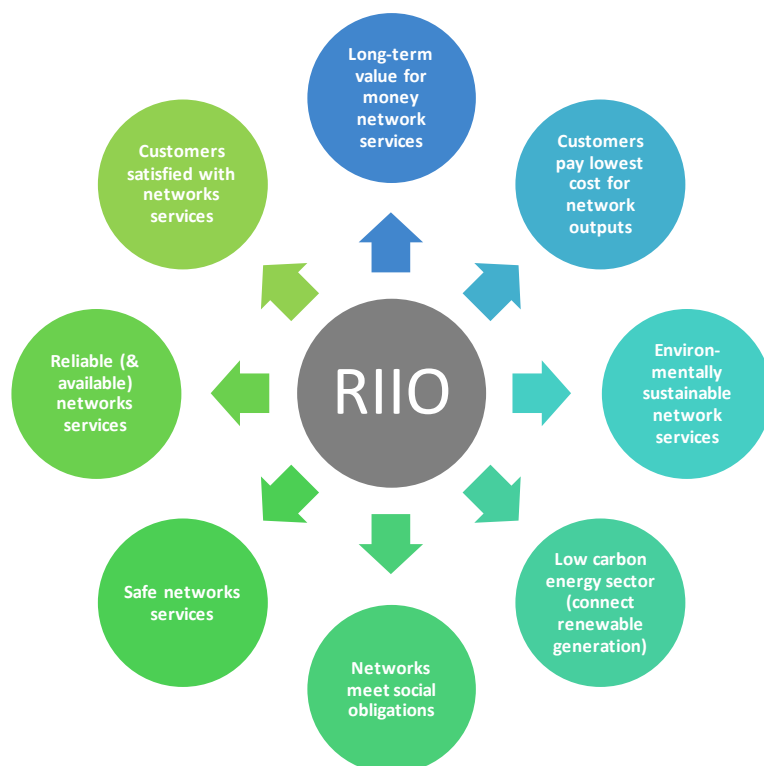 Long-term
value for
money
network
services
Customers
pay lowest
cost for
network
outputs
Environ-
mentally
sustainable
network
services
Low carbon
energy sector
(connect
renewable
generation)
Networks
meet social
obligations
Safe networks
services
Reliable (&
available)
networks
services
Customers
satisfied with
networks
services
RIIO